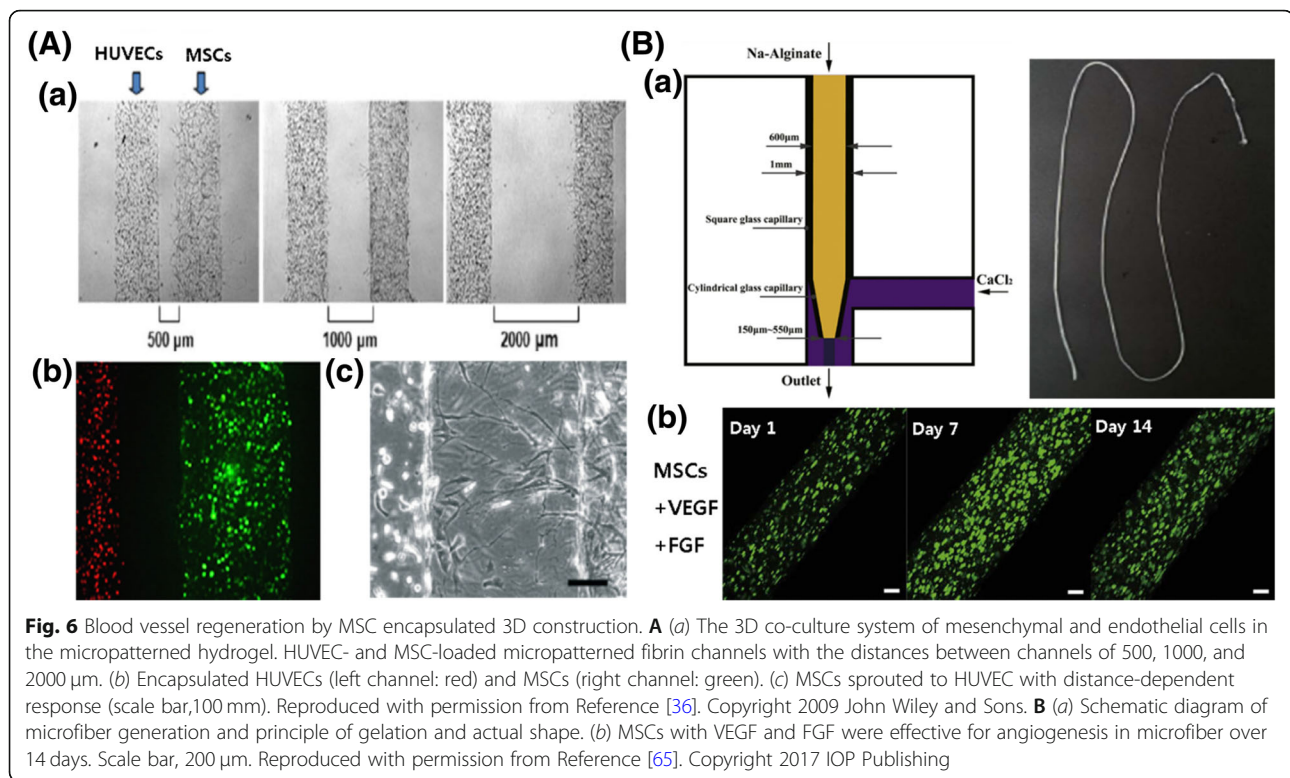 (A)
HUVECs
MSCs
(a)
500 μm
1000 μm
2000 μm
(b)
(c)
(B)
Na-Alginate
(a)
600μm
1mm
Square glass capillary
CaCl₂
Cylindrical glass capillary
150μm~550μm
Outlet
(b)
Day 1
Day 7
Day 14
MSCs
+VEGF
+FGF
Fig. 6 Blood vessel regeneration by MSC encapsulated 3D construction. A (a) The 3D co-culture system of mesenchymal and endothelial cells in
the micropatterned hydrogel. HUVEC- and MSC-loaded micropatterned fibrin channels with the distances between channels of 500, 1000, and
2000 μm. (b) Encapsulated HUVECs (left channel: red) and MSCs (right channel: green). (c) MSCs sprouted to HUVEC with distance-dependent
response (scale bar,100 mm). Reproduced with permission from Reference [36]. Copyright 2009 John Wiley and Sons. B (a) Schematic diagram of
microfiber generation and principle of gelation and actual shape. (b) MSCs with VEGF and FGF were effective for angiogenesis in microfiber over
14 days. Scale bar, 200 μm. Reproduced with permission from Reference [65]. Copyright 2017 IOP Publishing